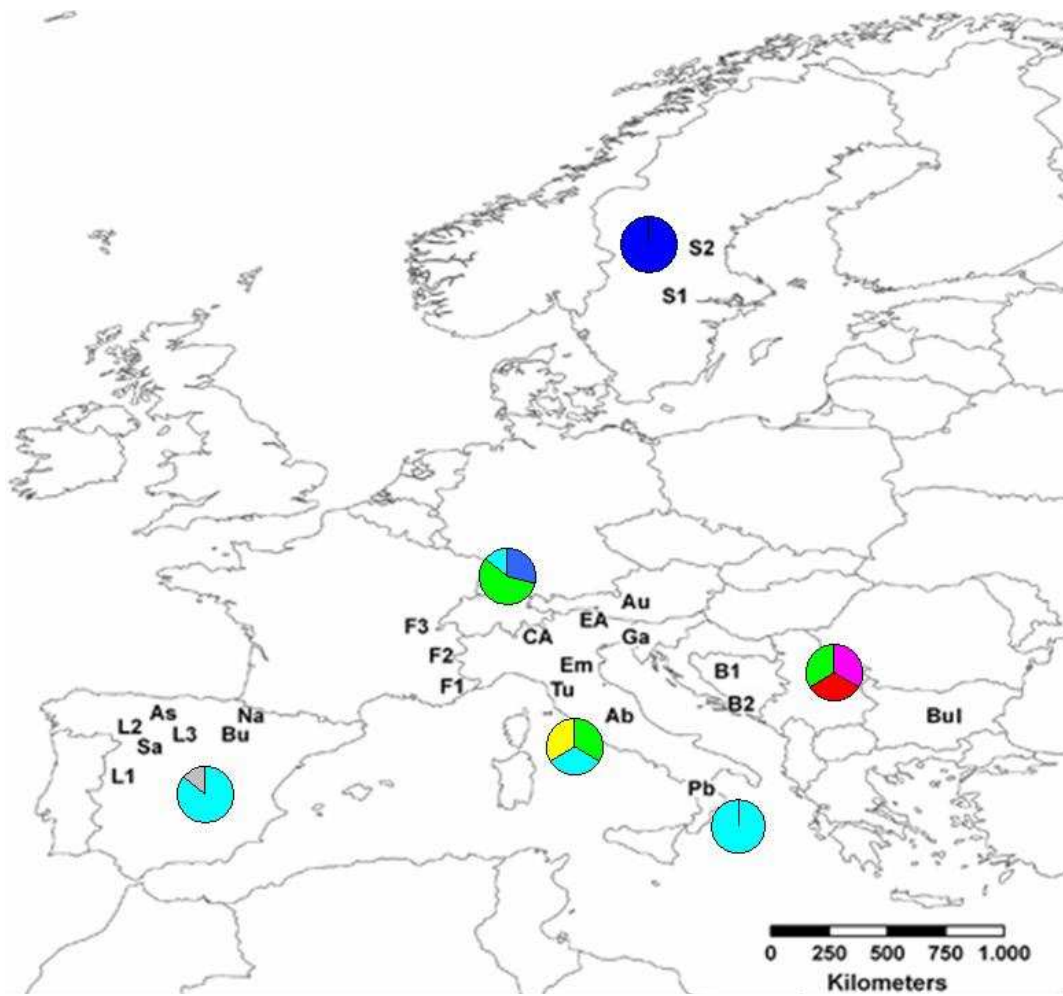 S2
S1
Au
EA
F3
CA
Ga
F2
Em
B1
F1
Tu
B2
As
Na
Ab
L2
L3
Bu
Bul
Sa
L1
Pb
0 250 500 750 1.000
Kilometers